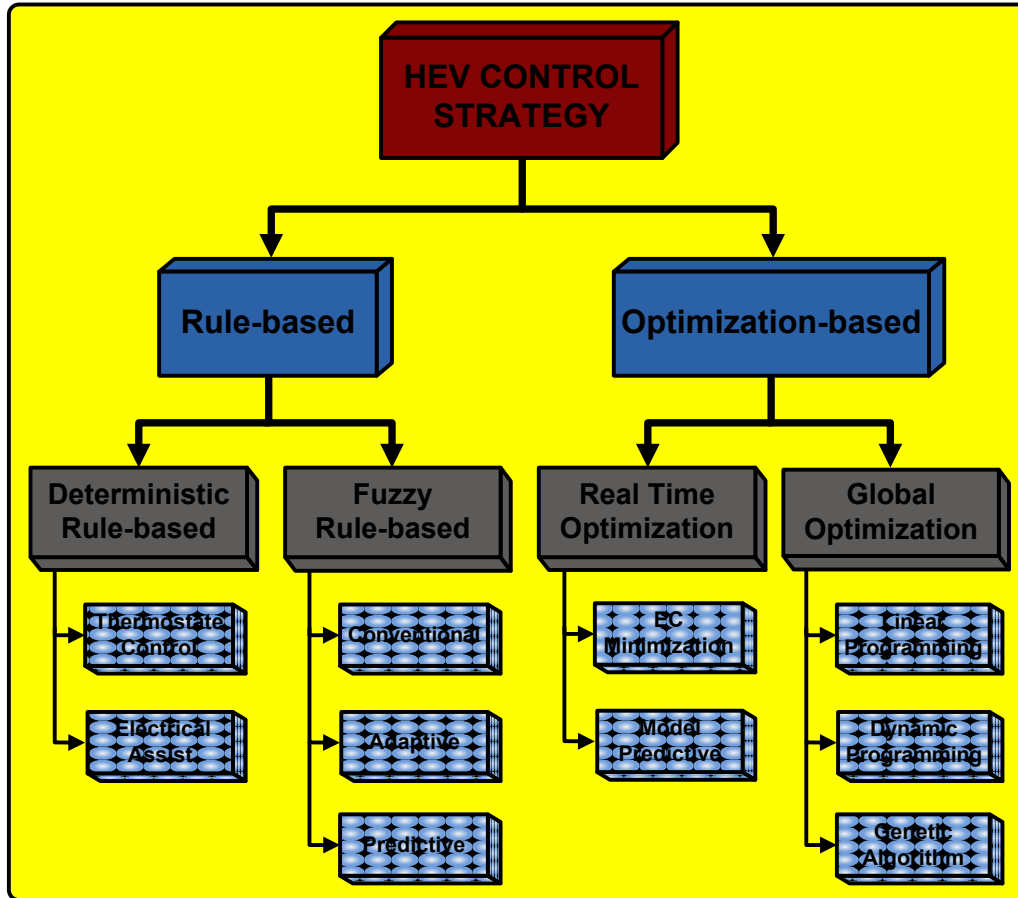 HEV CONTROL
STRATEGY
Rule-based
Optimization-based
Deterministic
Rule-based
Fuzzy
Rule-based
Real Time
Optimization
Global
Optimization
Thermostate
Control
Conventional
EC
Minimization
Linear
Programming
Electrical
Assist
Adaptive
Model
Predictive
Dynamic
Programming
Predictive
Genetic
Algorithm